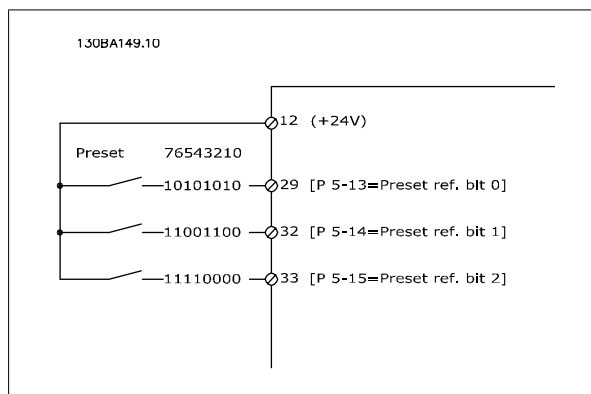 130BA149.10
12 (+24V)
Preset 76543210
10101010 29 [P 5-13=Preset ref. bit 0]
11001100 32 [P 5-14=Preset ref. bit 1]
11110000 33 [P 5-15=Preset ref. bit 2]